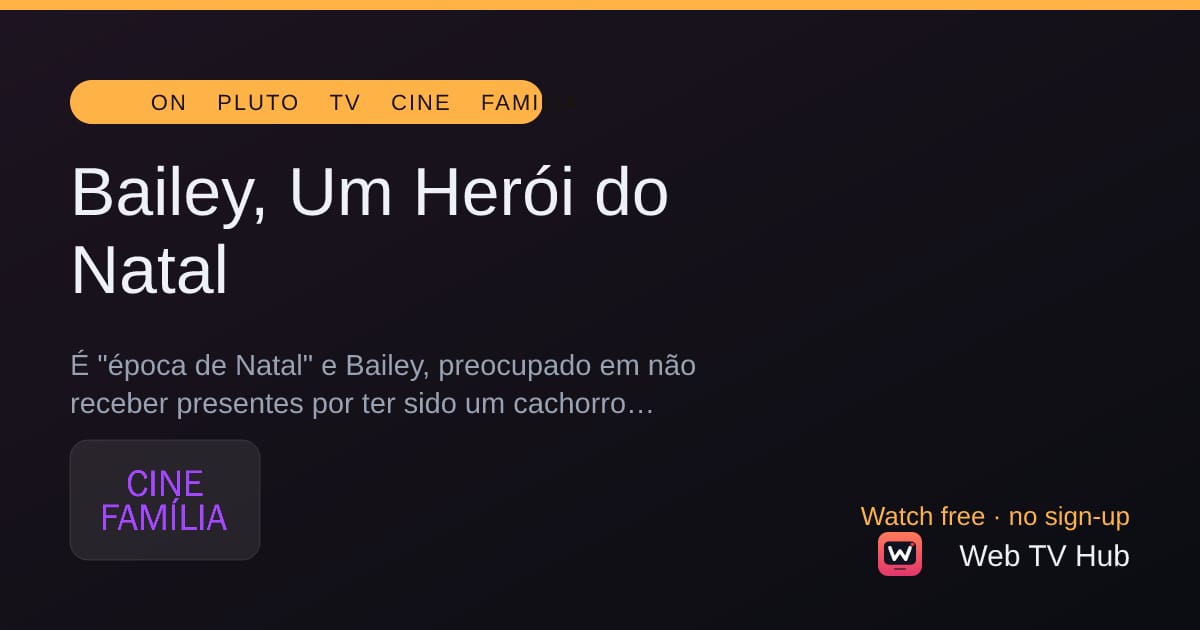 ON PLUTO TV CINE FAMÍLIA
Bailey, Um Herói do
Natal
É "época de Natal" e Bailey, preocupado em não
receber presentes por ter sido um cachorro…
CINE
FAMÍLIA
Watch free · no sign-up
W
Web TV Hub